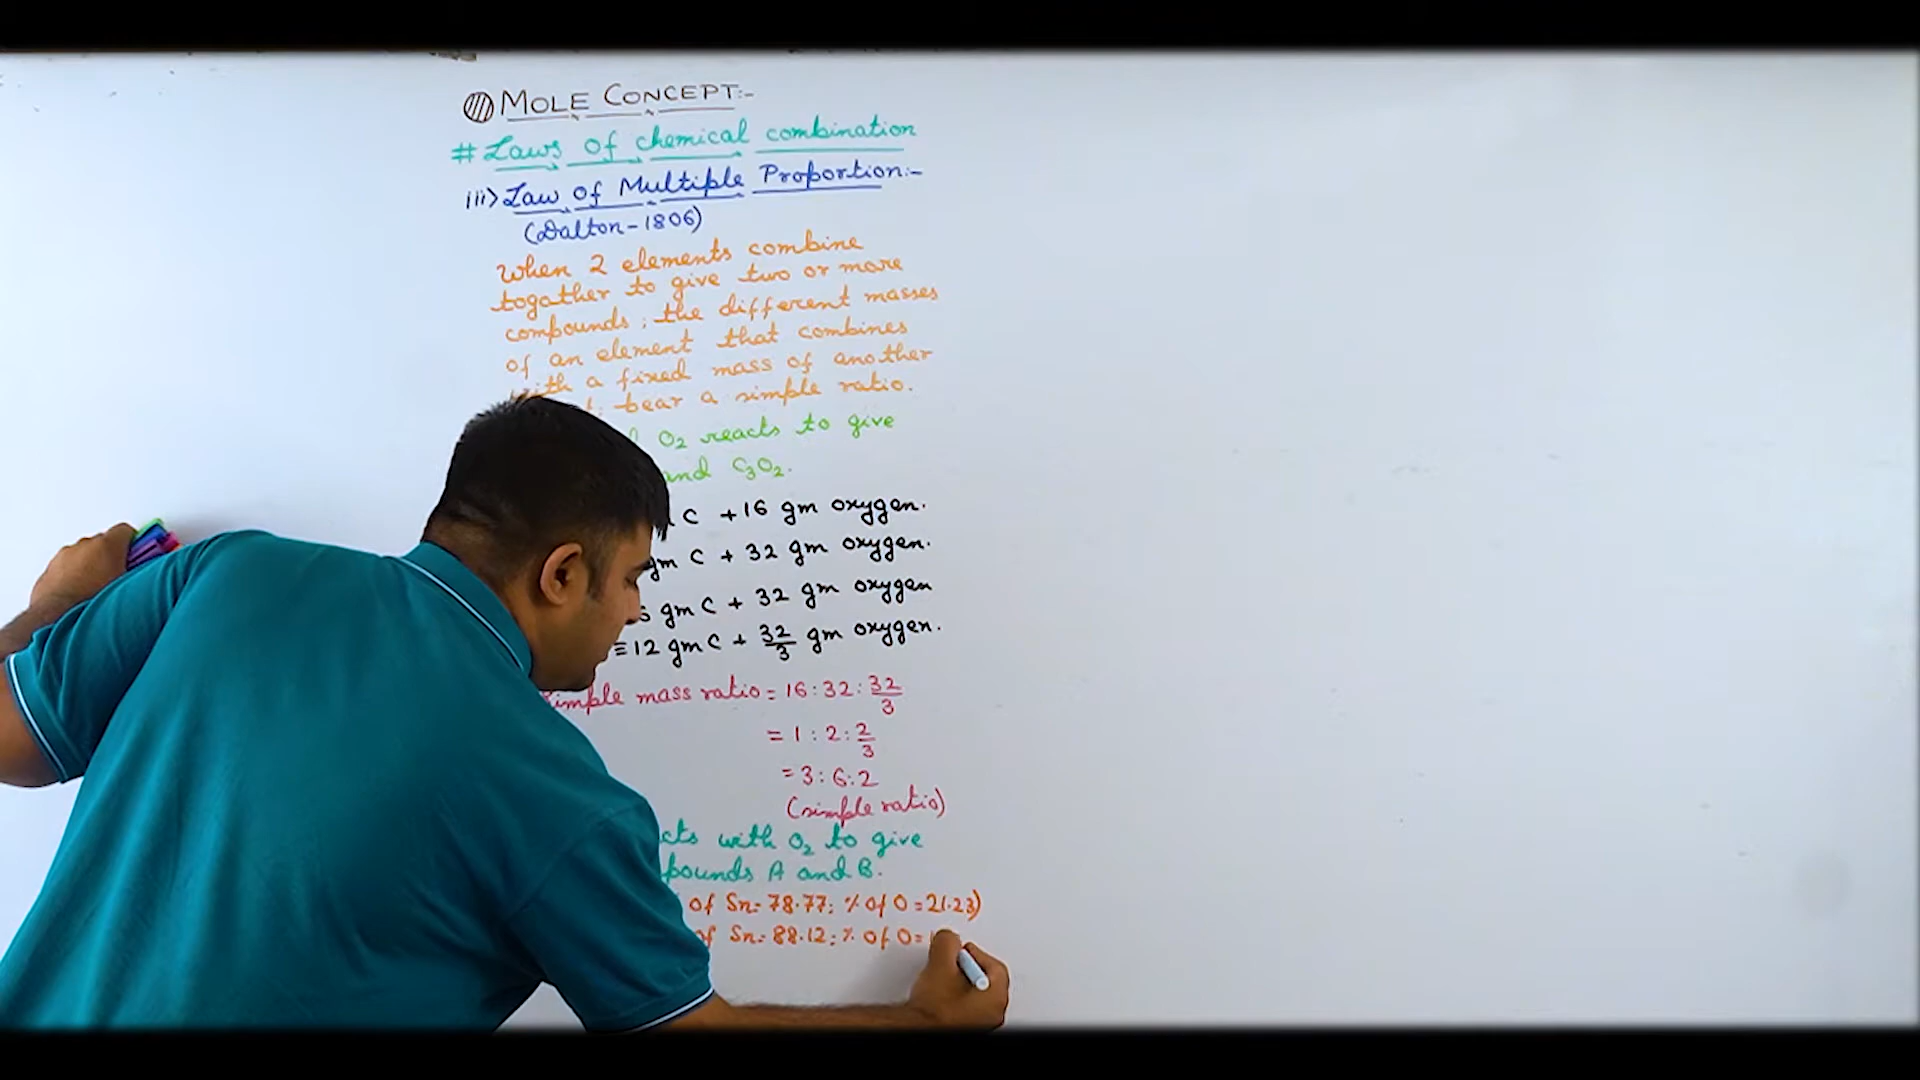 MOLE CONCEPT:-
# Laws of chemical combination
iii> Law of Multiple Proportion:-
(Dalton-1806)
When 2 elements combine
together to give two or more
compounds; the different masses
of an element that combines
with a fixed mass of another
bear a simple ratio.
O₂ reacts to give
and C₃O₂.
C +16 gm oxygen.
gm C + 32 gm oxygen.
gm C + 32 gm oxygen
≡12 gm C + 32/3 gm oxygen.
Simple mass ratio = 16:32:32/3
= 1:2:2/3
= 3:6:2
(simple ratio)
with O₂ to give
A and B.
of Sn= 78.77; % of O = 21.23)
of Sn= 88.12; % of O=